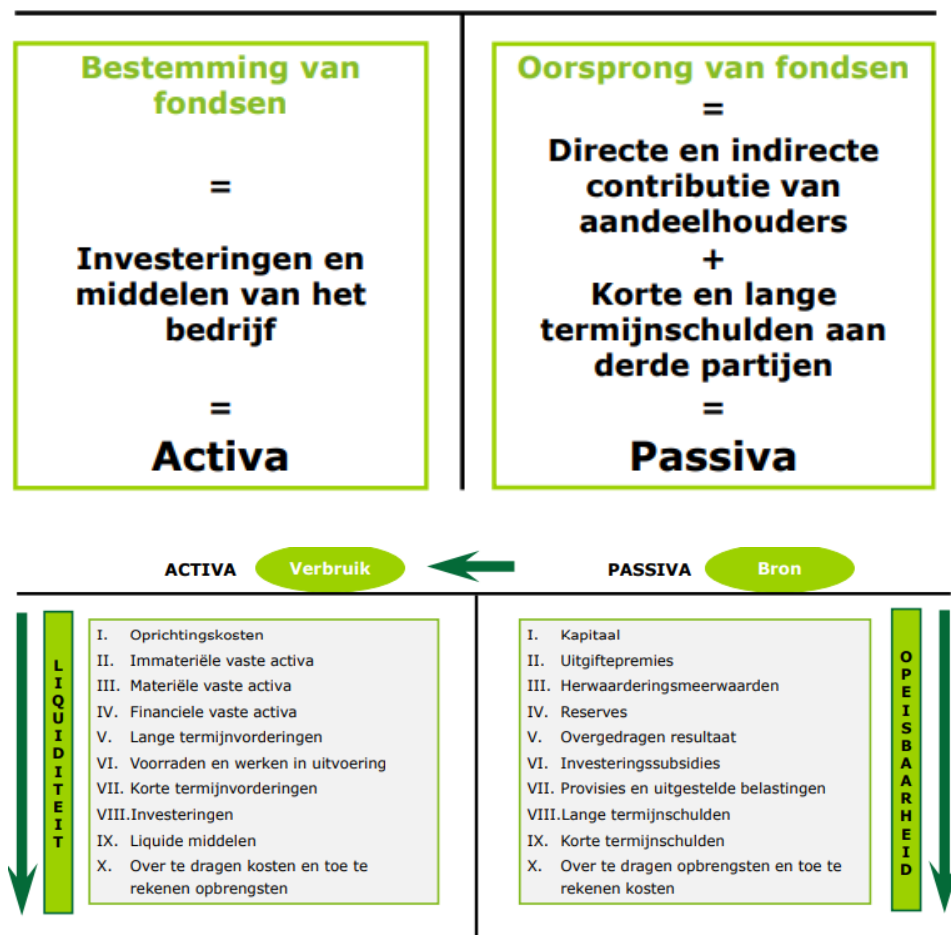 Bestemming van
fondsen
=
Investeringen en
middelen van het
bedrijf
=
Activa
Oorsprong van fondsen
=
Directe en indirecte
contributie van
aandeelhouders
+
Korte en lange
termijnschulden aan
derde partijen
=
Passiva
ACTIVA Verbruik
LIQUIDITEIT
I. Oprichtingskosten
II. Immateriële vaste activa
III. Materiële vaste activa
IV. Financiele vaste activa
V. Lange termijnvorderingen
VI. Voorraden en werken in uitvoering
VII. Korte termijnvorderingen
VIII.Investeringen
IX. Liquide middelen
X. Over te dragen kosten en toe te
rekenen opbrengsten
PASSIVA Bron
I. Kapitaal
II. Uitgiftepremies
III. Herwaarderingsmeerwaarden
IV. Reserves
V. Overgedragen resultaat
VI. Investeringssubsidies
VII. Provisies en uitgestelde belastingen
VIII.Lange termijnschulden
IX. Korte termijnschulden
X. Over te dragen opbrengsten en toe te
rekenen kosten
OPEISBAARHEID